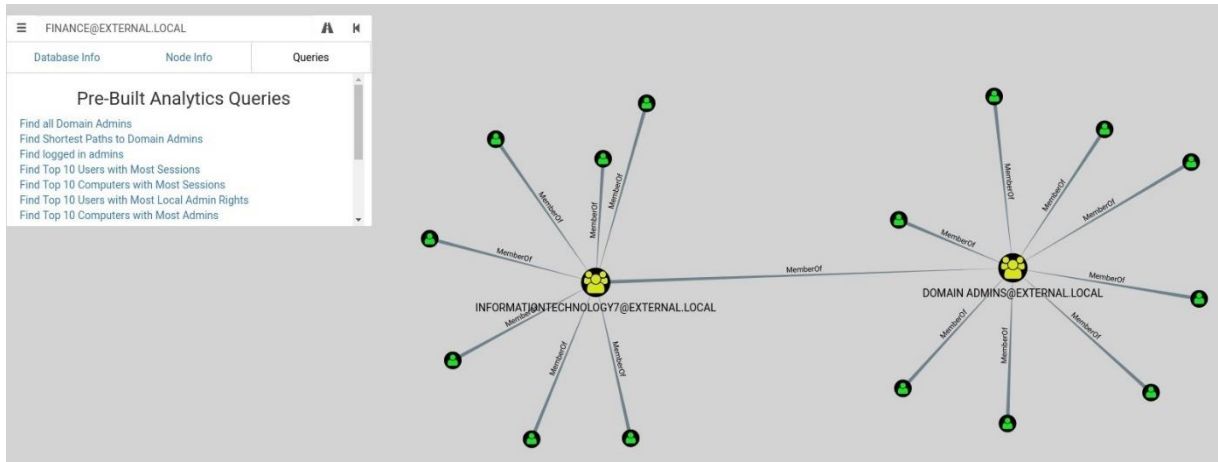 FINANCE@EXTERNAL.LOCAL
Database Info Node Info Queries
Pre-Built Analytics Queries
Find all Domain Admins
Find Shortest Paths to Domain Admins
Find logged in admins
Find Top 10 Users with Most Sessions
Find Top 10 Computers with Most Sessions
Find Top 10 Users with Most Local Admin Rights
Find Top 10 Computers with Most Admins
MemberOf
MemberOf
MemberOf
MemberOf
MemberOf
MemberOf
MemberOf
INFORMATIONTECHNOLOGY7@EXTERNAL.LOCAL
MemberOf
MemberOf
MemberOf
MemberOf
MemberOf
MemberOf
DOMAIN ADMINS@EXTERNAL.LOCAL
MemberOf
MemberOf
MemberOf